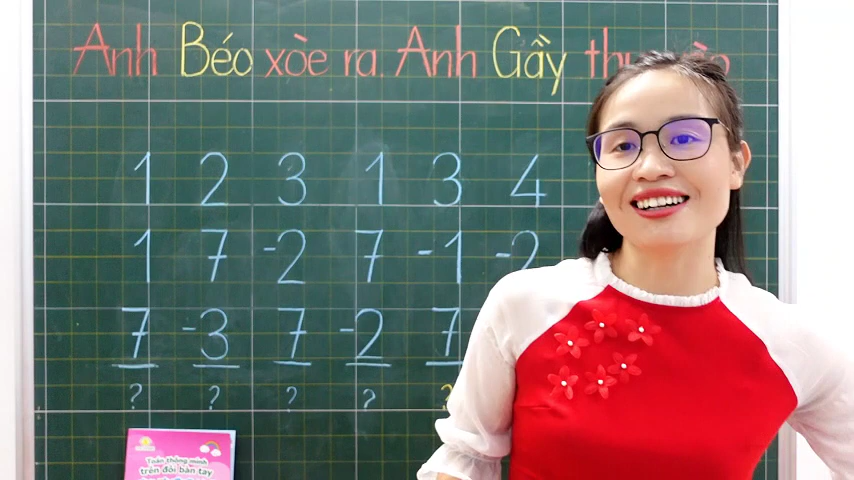 Anh Béo xòe ra. Anh Gầy
1 2 3 1 3 4
1 7 -2 7 -1 -2
7 -3 7 -2 7
? ? ? ? ?
Toán thông minh
trên đôi bàn tay